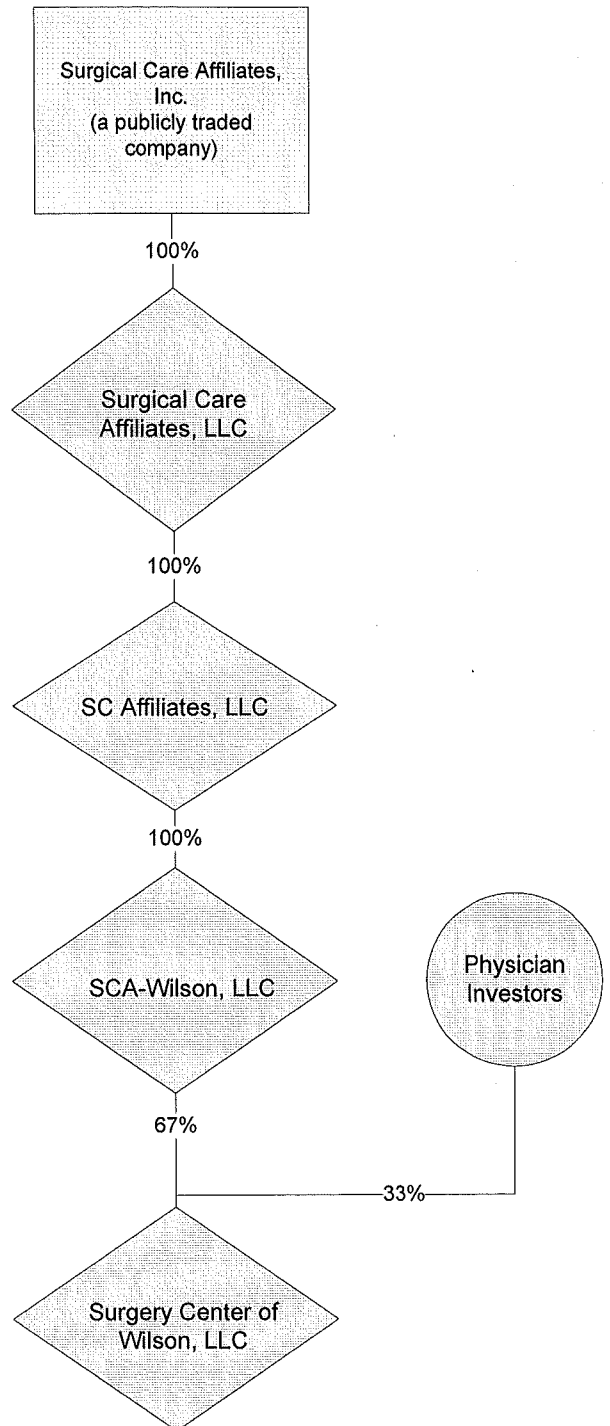 Surgical Care Affiliates,
Inc.
(a publicly traded
company)
100%
Surgical Care
Affiliates, LLC
100%
SC Affiliates, LLC
100%
SCA-Wilson, LLC
Physician
Investors
67%
33%
Surgery Center of
Wilson, LLC